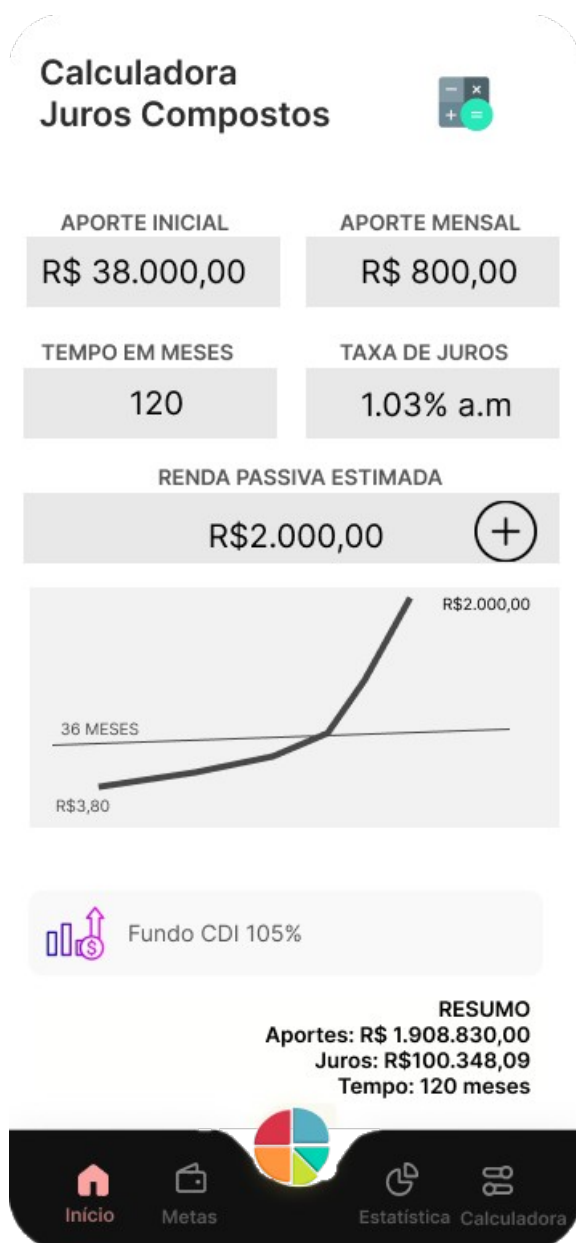 Calculadora
Juros Compostos
APORTE INICIAL
APORTE MENSAL
R$ 38.000,00
R$ 800,00
TEMPO EM MESES
TAXA DE JUROS
120
1.03% a.m
RENDA PASSIVA ESTIMADA
R$2.000,00
R$2.000,00
36 MESES
R$3,80
Fundo CDI 105%
RESUMO
Aportes: R$ 1.908.830,00
Juros: R$100.348,09
Tempo: 120 meses
Início
Metas
Estatística
Calculadora